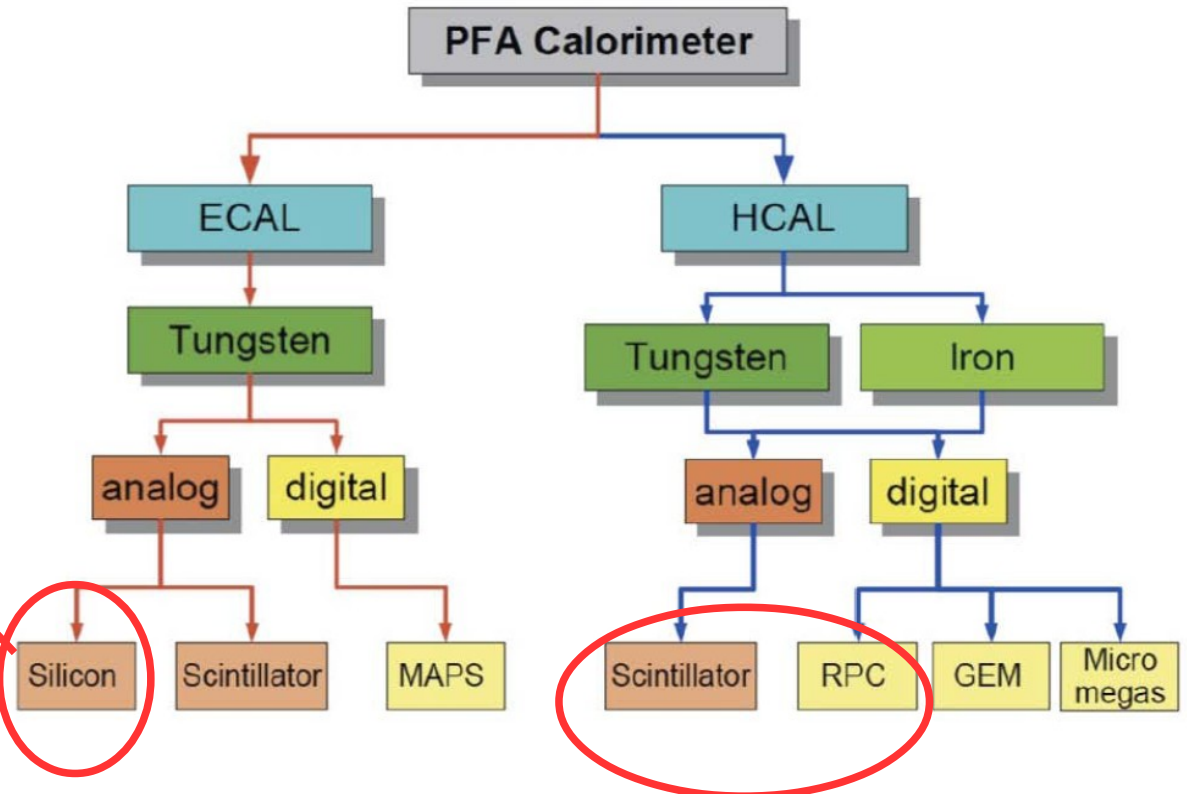 PFA Calorimeter
ECAL
HCAL
Tungsten
Tungsten
Iron
analog
digital
analog
digital
Silicon
Scintillator
MAPS
Scintillator
RPC
GEM
Micro
megas